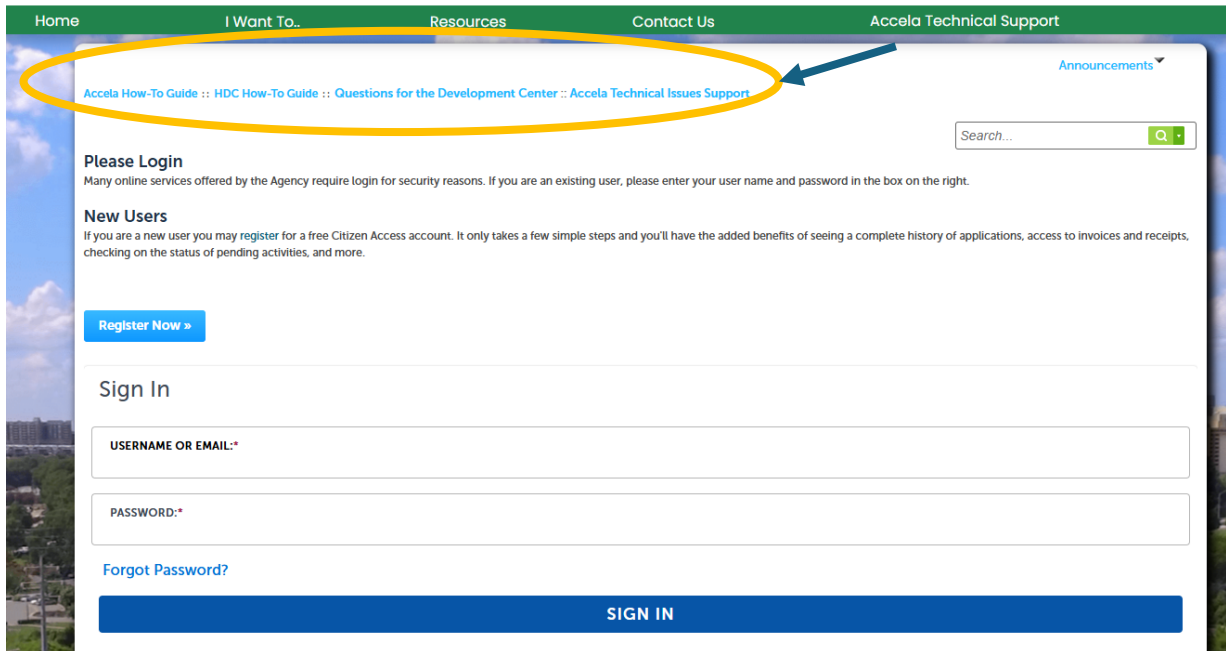 Home I Want To.. Resources Contact Us Accela Technical Support
Announcements
Accela How-To Guide :: HDC How-To Guide :: Questions for the Development Center :: Accela Technical Issues Support
Search...
Please Login
Many online services offered by the Agency require login for security reasons. If you are an existing user, please enter your user name and password in the box on the right.
New Users
If you are a new user you may register for a free Citizen Access account. It only takes a few simple steps and you'll have the added benefits of seeing a complete history of applications, access to invoices and receipts,
checking on the status of pending activities, and more.
Register Now »
Sign In
USERNAME OR EMAIL:*
PASSWORD:*
Forgot Password?
SIGN IN